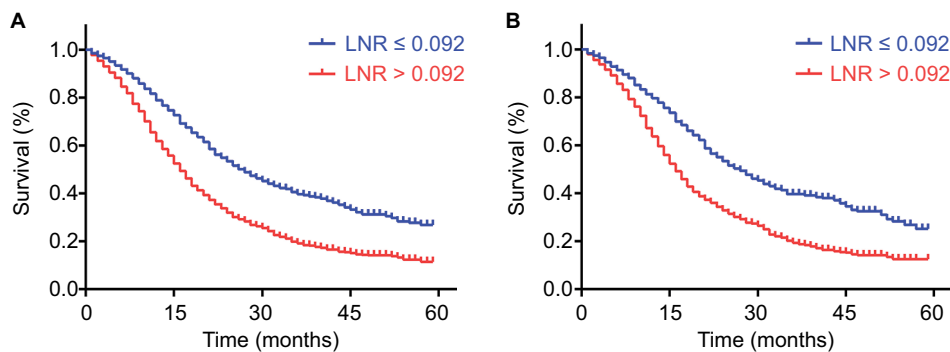 A
LNR ≤ 0.092
LNR > 0.092
Survival (%)
1.0
0.8
0.6
0.4
0.2
0.0
0 15 30 45 60
Time (months)
B
LNR ≤ 0.092
LNR > 0.092
Survival (%)
1.0
0.8
0.6
0.4
0.2
0.0
0 15 30 45 60
Time (months)